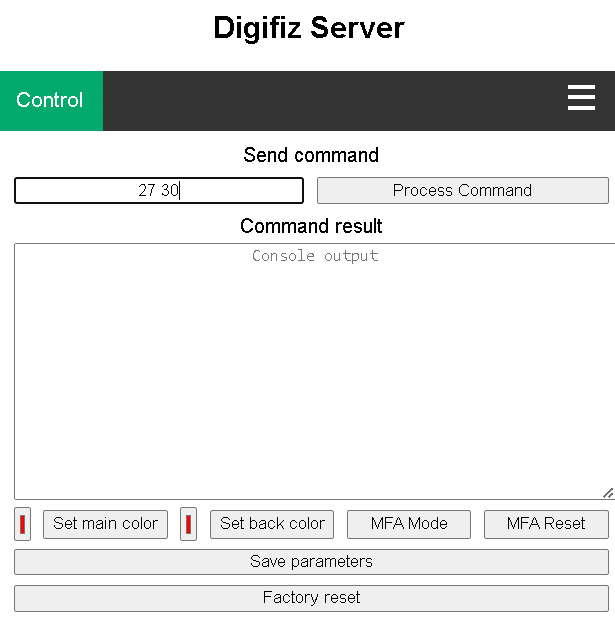 Digifiz Server
Control
Send command
27 30 Process Command
Command result
Console output
Set main color Set back color MFA Mode MFA Reset
Save parameters
Factory reset